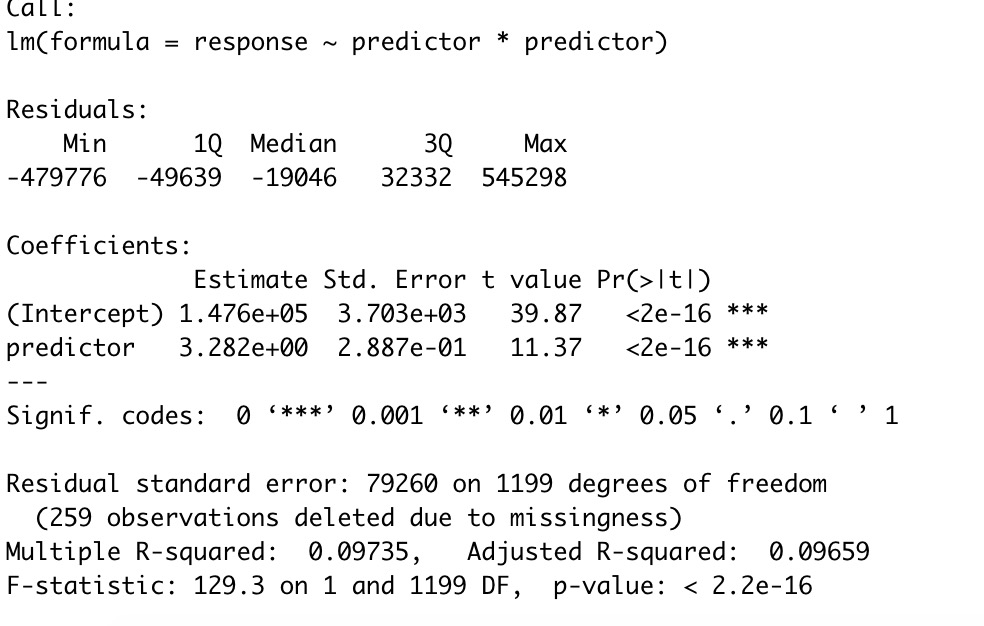 Call:
lm(formula = response ~ predictor * predictor)
Residuals:
Min 1Q Median 3Q Max
-479776 -49639 -19046 32332 545298
Coefficients:
Estimate Std. Error t value Pr(>|t|)
(Intercept) 1.476e+05 3.703e+03 39.87 <2e-16 ***
predictor 3.282e+00 2.887e-01 11.37 <2e-16 ***
---
Signif. codes: 0 ‘***’ 0.001 ‘**’ 0.01 ‘*’ 0.05 ‘.’ 0.1 ‘ ’ 1
Residual standard error: 79260 on 1199 degrees of freedom
(259 observations deleted due to missingness)
Multiple R-squared: 0.09735, Adjusted R-squared: 0.09659
F-statistic: 129.3 on 1 and 1199 DF, p-value: < 2.2e-16